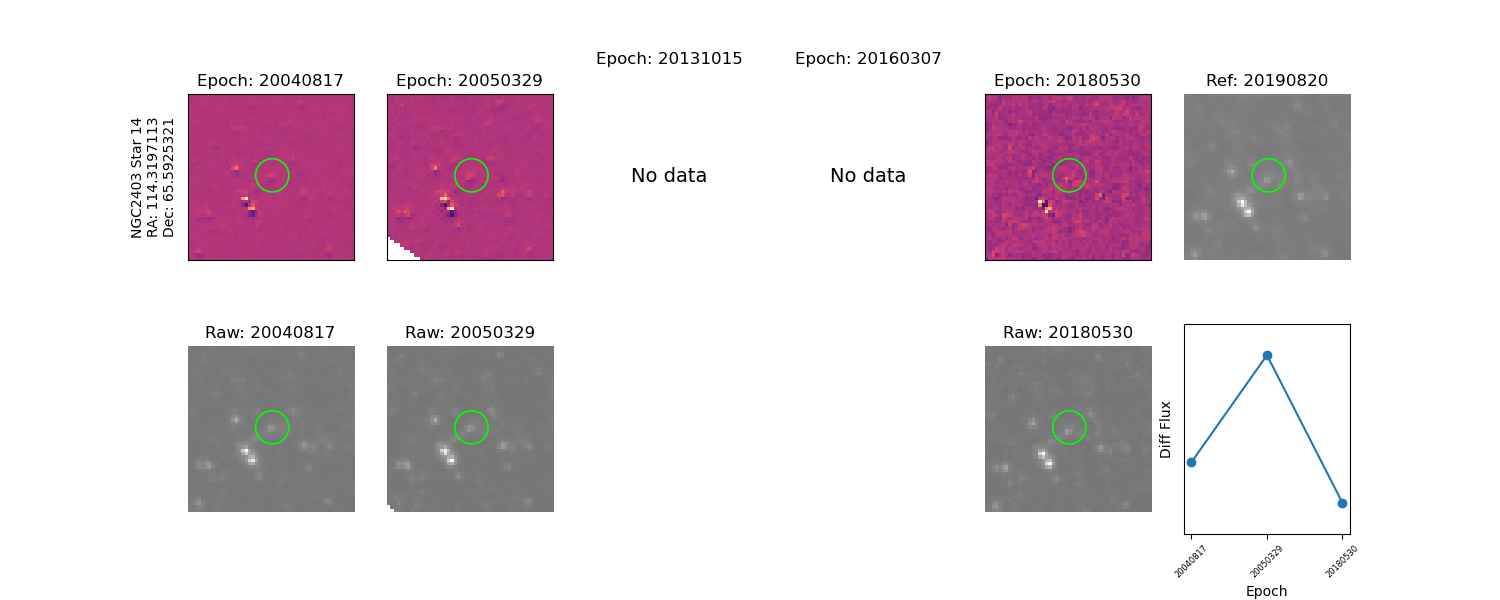 Epoch: 20131015
Epoch: 20160307
Epoch: 20040817
Epoch: 20050329
Epoch: 20180530
Ref: 20190820
NGC2403 Star 14
RA: 114.3197113
Dec: 65.5925321
No data
No data
Raw: 20040817
Raw: 20050329
Raw: 20180530
Diff Flux
20040817
20050329
20180530
Epoch